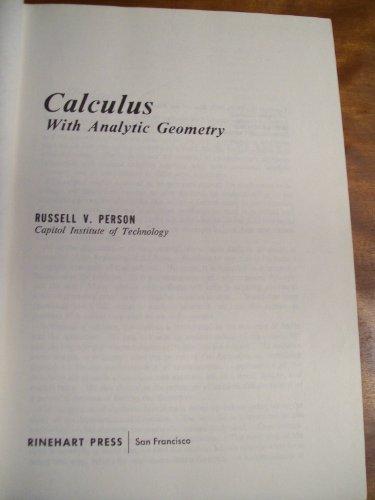 Calculus
With Analytic Geometry
RUSSELL V. PERSON
Capitol Institute of Technology
RINEHART PRESS | San Francisco